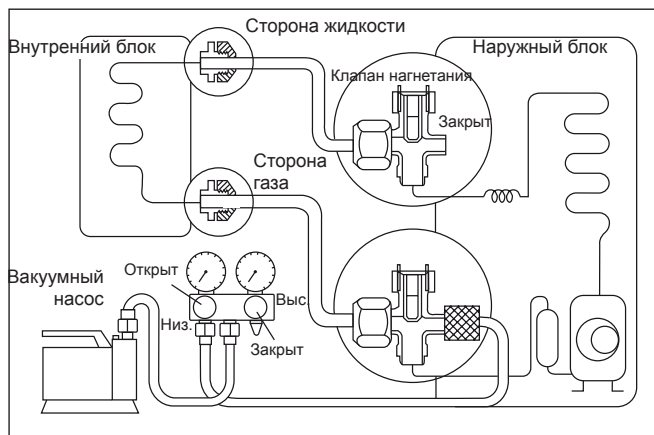 Сторона жидкости
Внутренний блок
Наружный блок
Клапан нагнетания
Закрыт
Сторона
газа
Вакуумный
насос
Открыт
Выс.
Низ.
Закрыт